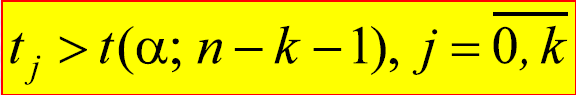 t_j > t(α; n − k − 1), j = \overline{0, k}